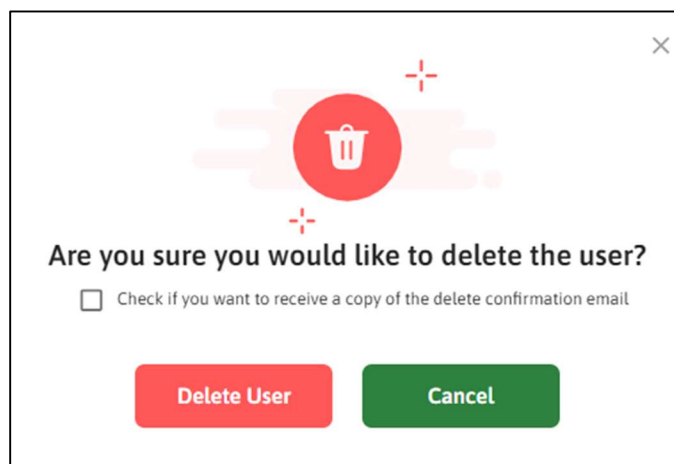 Are you sure you would like to delete the user?
Check if you want to receive a copy of the delete confirmation email
Delete User
Cancel